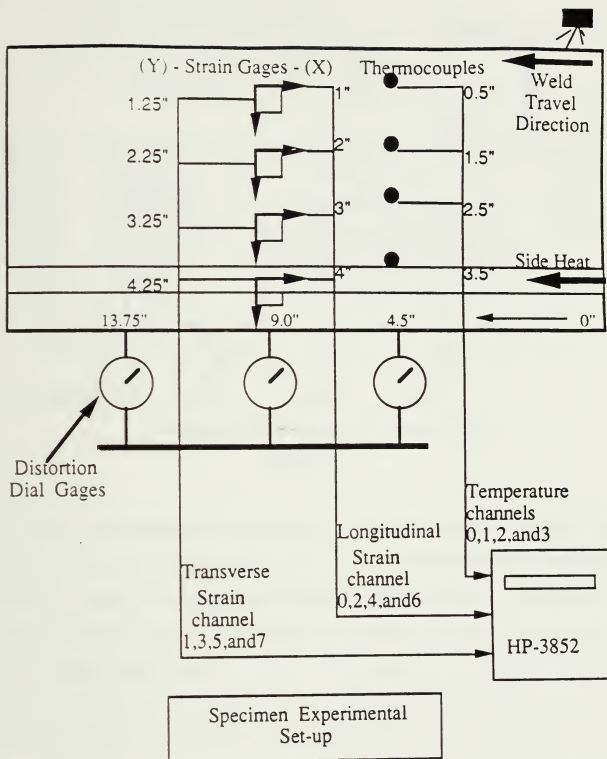 (Y) - Strain Gages - (X)
Thermocouples
Weld
Travel
Direction
1.25"
1"
0.5"
2.25"
2"
1.5"
3.25"
3"
2.5"
4.25"
4"
3.5"
Side Heat
13.75"
9.0"
4.5"
0"
Distortion
Dial Gages
Temperature
channels
0,1,2,and3
Longitudinal
Strain
channel
0,2,4,and6
Transverse
Strain
channel
1,3,5,and7
HP-3852
Specimen Experimental
Set-up